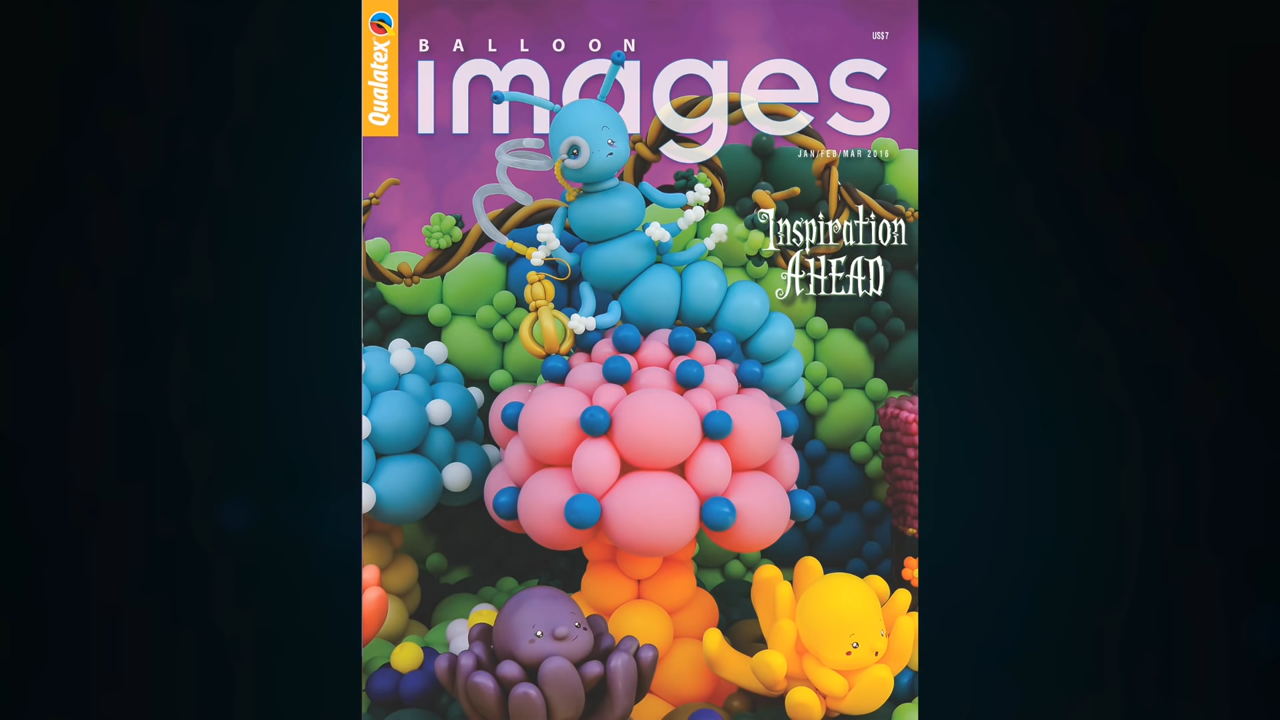 Qualatex
US$7
BALLOON
images
JAN/FEB/MAR 2016
Inspiration
AHEAD